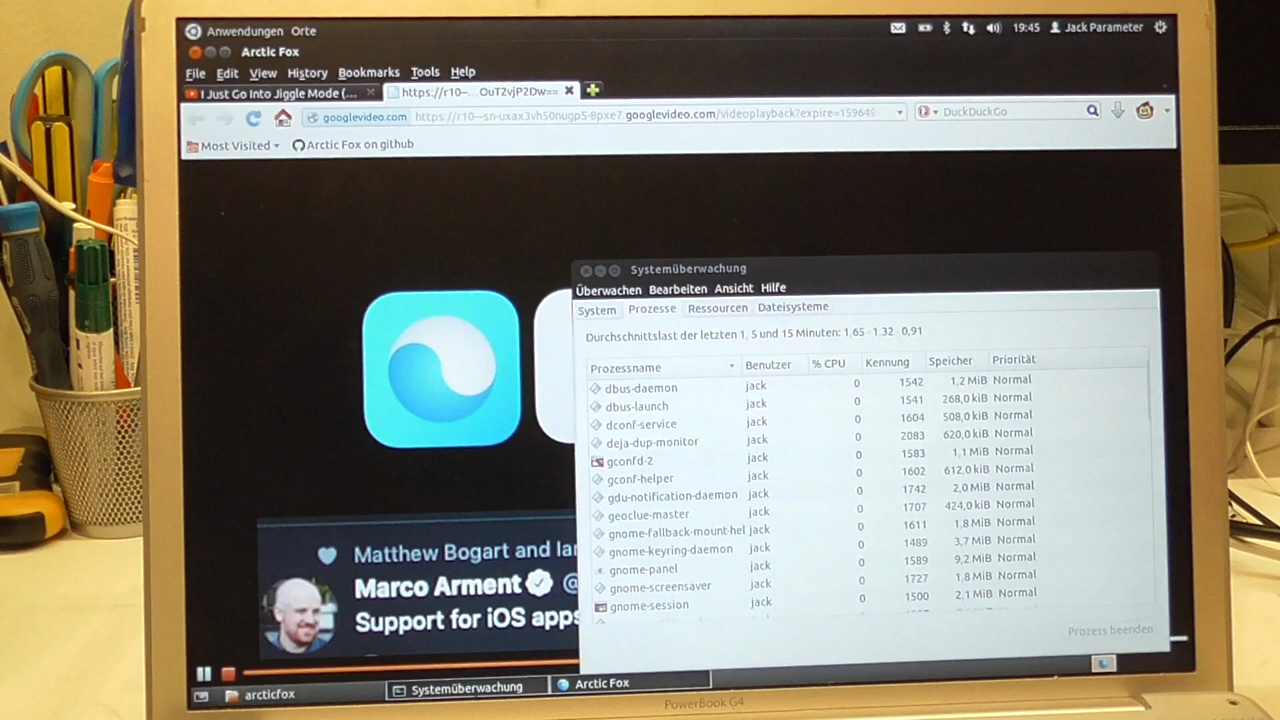 Anwendungen Orte
19:45 Jack Parameter
Arctic Fox
File Edit View History Bookmarks Tools Help
I Just Go Into Jiggle Mode (...
https://r10—...OuT2vjP2Dw==
googlevideo.com https://r10—sn-uxax3vh50nugp5-8pxe7.googlevideo.com/videoplayback?expire=159649
DuckDuckGo
Most Visited Arctic Fox on github
Systemüberwachung
Überwachen Bearbeiten Ansicht Hilfe
System Prozesse Ressourcen Dateisysteme
Durchschnittslast der letzten 1, 5 und 15 Minuten: 1,65 1,32 0,91
Prozessname Benutzer % CPU Kennung Speicher Priorität
dbus-daemon jack 0 1542 1,2 MiB Normal
dbus-launch jack 0 1541 268,0 kiB Normal
dconf-service jack 0 1604 508,0 kiB Normal
deja-dup-monitor jack 0 2083 620,0 kiB Normal
gconfd-2 jack 0 1583 1,1 MiB Normal
gconf-helper jack 0 1602 612,0 kiB Normal
gdu-notification-daemon jack 0 1742 2,0 MiB Normal
geoclue-master jack 0 1707 424,0 kiB Normal
gnome-fallback-mount-hel jack 0 1611 1,8 MiB Normal
gnome-keyring-daemon jack 0 1489 3,7 MiB Normal
gnome-panel jack 0 1589 9,2 MiB Normal
gnome-screensaver jack 0 1727 1,8 MiB Normal
gnome-session jack 0 1500 2,1 MiB Normal
Prozess beenden
Matthew Bogart and Ian
Marco Arment @
Support for iOS apps
arcticfox
Systemüberwachung
Arctic Fox
PowerBook G4